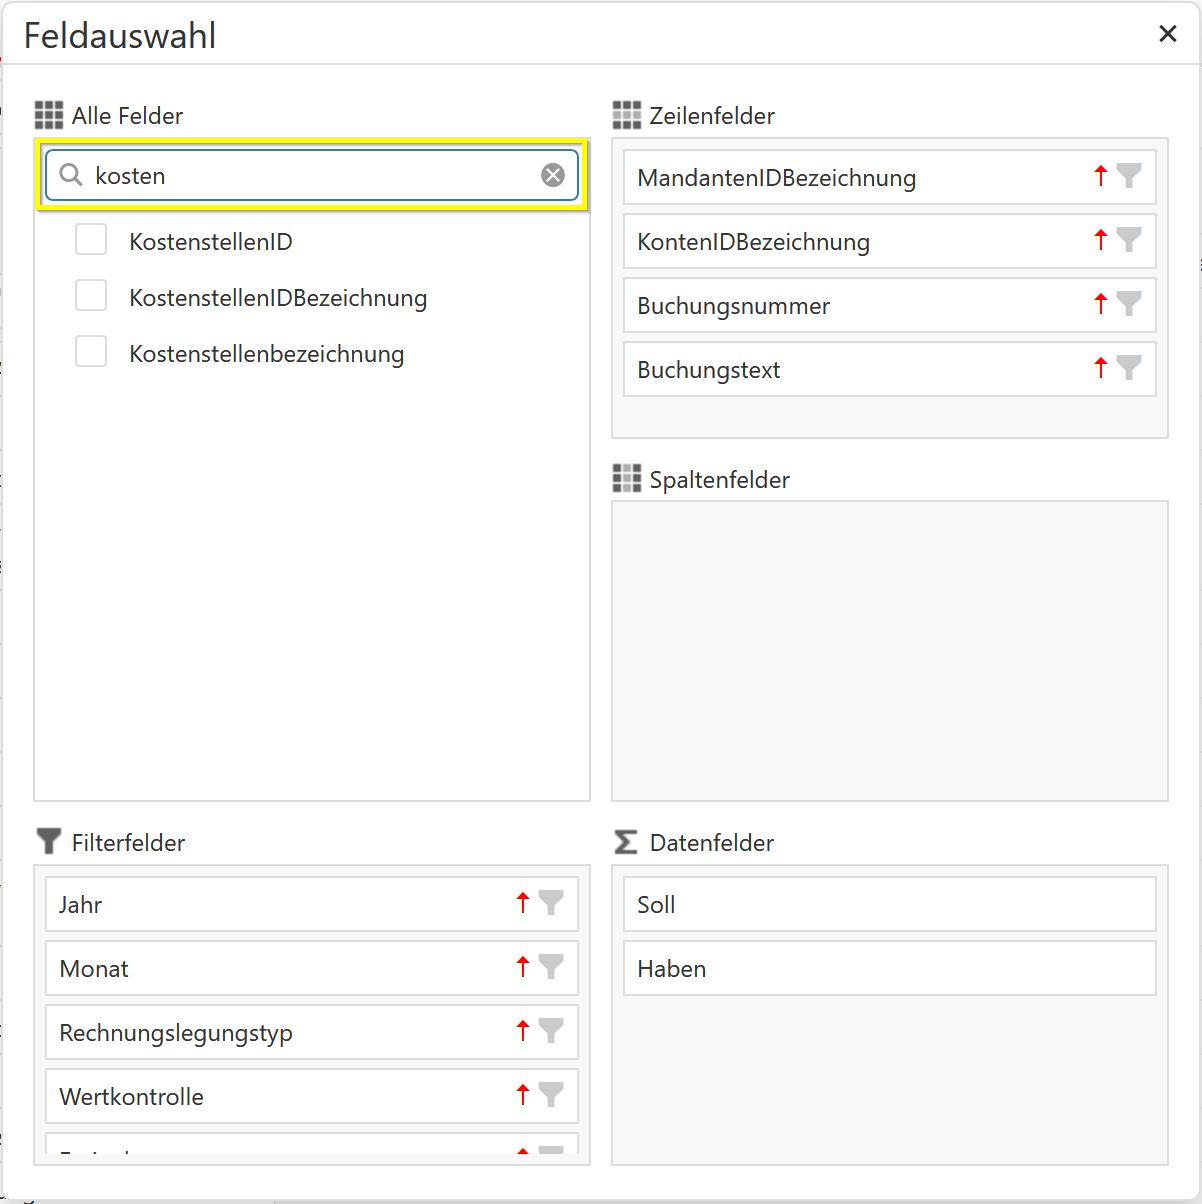 Feldauswahl
Alle Felder
kosten
KostenstellenID
KostenstellenIDBezeichnung
Kostenstellenbezeichnung
Zeilenfelder
MandantenIDBezeichnung
KontenIDBezeichnung
Buchungsnummer
Buchungstext
Spaltenfelder
Filterfelder
Jahr
Monat
Rechnungslegungstyp
Wertkontrolle
Datenfelder
Soll
Haben